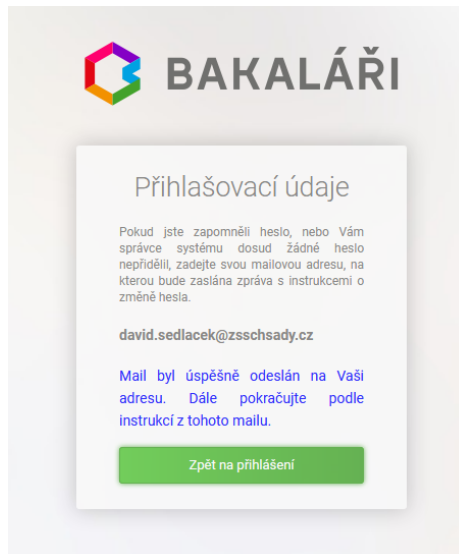 BAKALÁŘI
Přihlašovací údaje
Pokud jste zapomněli heslo, nebo Vám
správce systému dosud žádné heslo
nepřidělil, zadejte svou mailovou adresu, na
kterou bude zaslána zpráva s instrukcemi o
změně hesla.
david.sedlacek@zsschsady.cz
Mail byl úspěšně odeslán na Vaši
adresu. Dále pokračujte podle
instrukcí z tohoto mailu.
Zpět na přihlášení